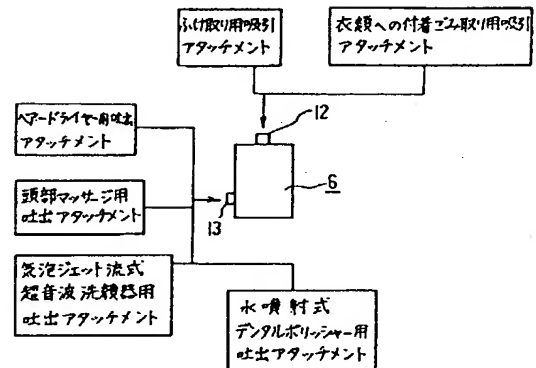 ふけ取り用吸引
アタッチメント
衣類への付着ごみ取り用吸引
アタッチメント
ヘアードライヤー用吐出
アタッチメント
12
6
頭部マッサージ用
吐出アタッチメント
13
気泡ジェット流式
超音波洗顔器用
吐出アタッチメント
水噴射式
デンタルポリッシャー用
吐出アタッチメント